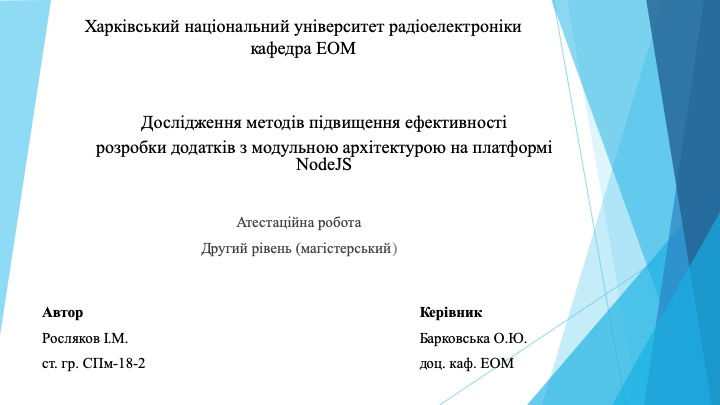 Харківський національний університет радіоелектроніки
кафедра ЕОМ
Дослідження методів підвищення ефективності
розробки додатків з модульною архітектурою на платформі
NodeJS
Атестаційна робота
Другий рівень (магістерський)
Автор
Росляков І.М.
ст. гр. СПм-18-2
Керівник
Барковська О.Ю.
доц. каф. ЕОМ